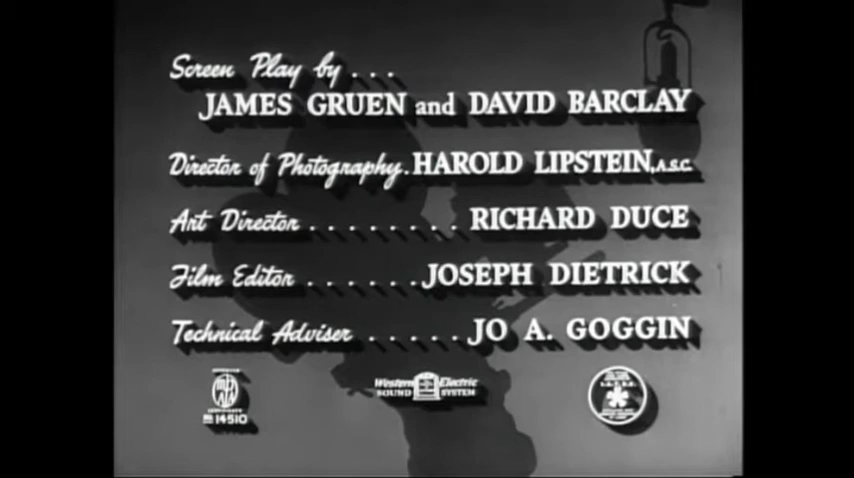 Screen Play by . . .
JAMES GRUEN and DAVID BARCLAY
Director of Photography. HAROLD LIPSTEIN, A.S.C.
Art Director . . . . . . . . RICHARD DUCE
Film Editor . . . . . . JOSEPH DIETRICK
Technical Adviser . . . . . JO A. GOGGIN
Western Electric
SOUND SYSTEM
14510